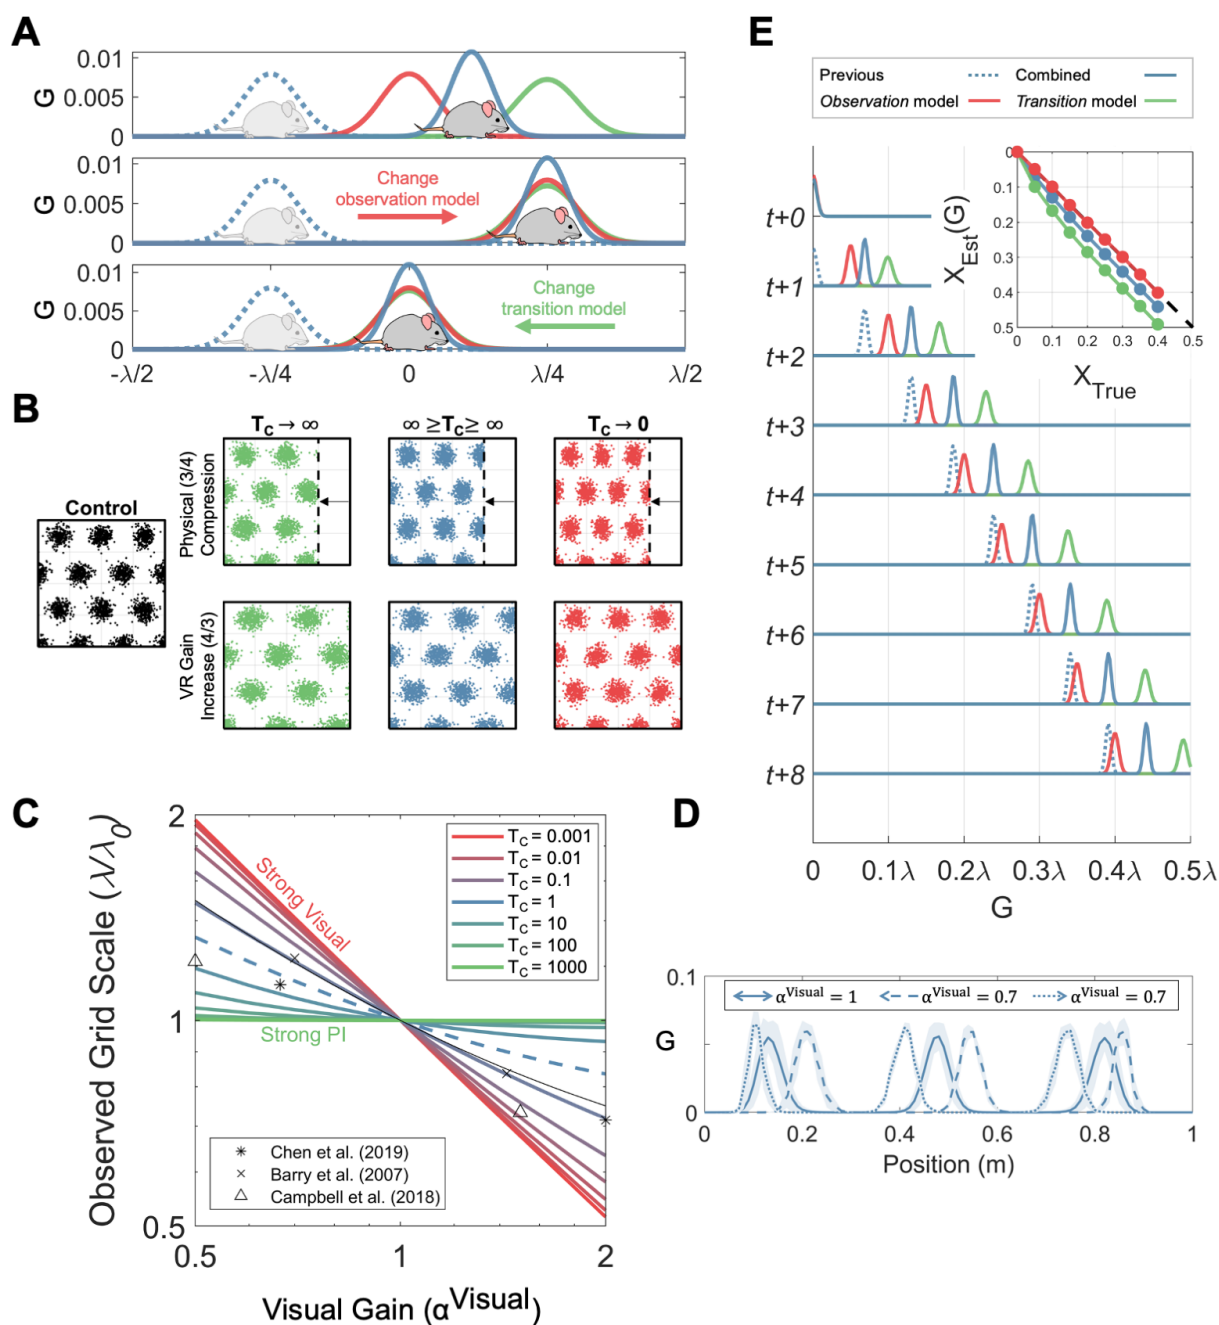 A
0.01
0.005
0
G
0.01
0.005
0
G
Change
observation model
0.01
0.005
0
G
Change
transition model
-λ/2
-λ/4
0
λ/4
λ/2
B
Control
T_C → ∞
∞ ≥T_C≥ ∞
T_C → 0
Physical (3/4)
Compression
VR Gain
Increase (4/3)
C
Observed Grid Scale (λ/λ_0)
2
1
0.5
Strong Visual
Strong PI
T_C = 0.001
T_C = 0.01
T_C = 0.1
T_C = 1
T_C = 10
T_C = 100
T_C = 1000
Chen et al. (2019)
Barry et al. (2007)
Campbell et al. (2018)
0.5
1
2
Visual Gain (α^Visual)
E
Previous
Combined
Observation model
Transition model
t+0
t+1
t+2
t+3
t+4
t+5
t+6
t+7
t+8
X_Est(G)
0
0.1
0.2
0.3
0.4
0.5
0
0.1
0.2
0.3
0.4
0.5
X_True
0
0.1λ
0.2λ
0.3λ
0.4λ
0.5λ
G
D
0.1
G
0
α^Visual = 1
α^Visual = 0.7
α^Visual = 0.7
0
0.2
0.4
0.6
0.8
1
Position (m)